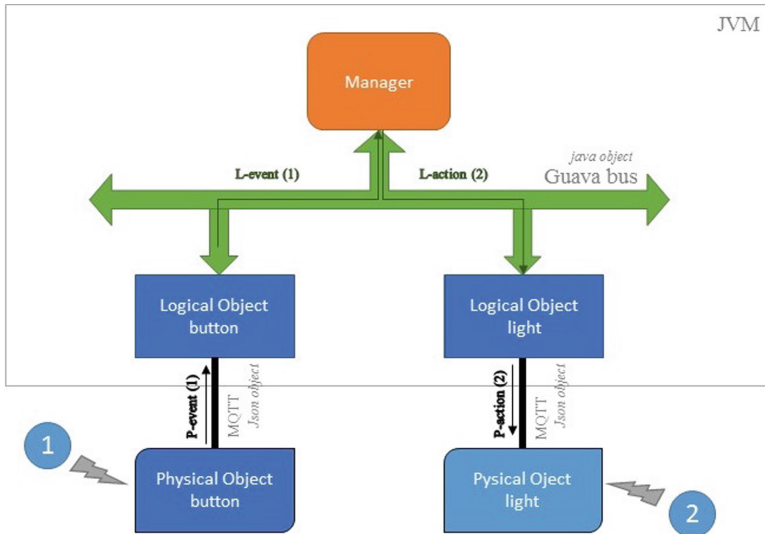 JVM
Manager
L-event (1)
L-action (2)
java object
Guava bus
Logical Object
button
Logical Object
light
P-event (1)
MQTT
Json object
P-action (2)
MQTT
Json object
1
Physical Object
button
Pysical Oject
light
2